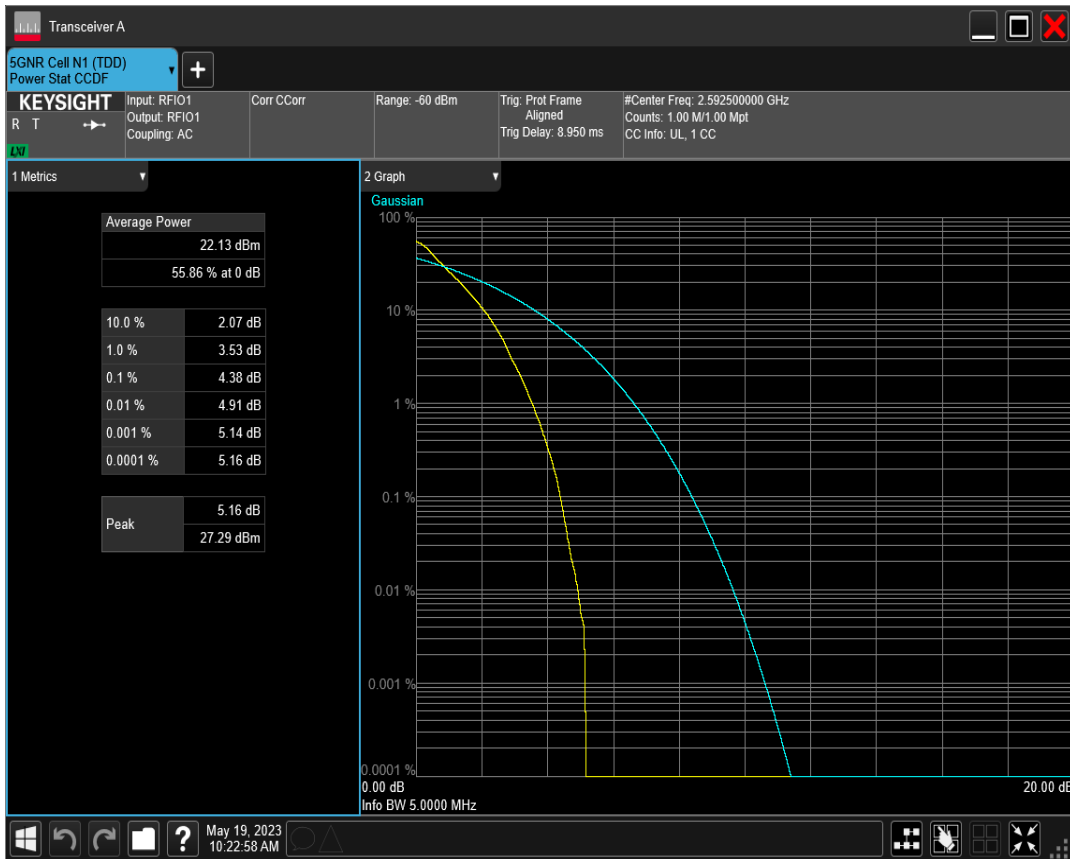 Transceiver A
5GNR Cell N1 (TDD)
Power Stat CCDF
+
KEYSIGHT
R T
LXI
Input: RFIO1
Output: RFIO1
Coupling: AC
Corr CCorr
Range: -60 dBm
Trig: Prot Frame
Aligned
Trig Delay: 8.950 ms
#Center Freq: 2.592500000 GHz
Counts: 1.00 M/1.00 Mpt
CC Info: UL, 1 CC
1 Metrics
Average Power
22.13 dBm
55.86 % at 0 dB
10.0 % 2.07 dB
1.0 % 3.53 dB
0.1 % 4.38 dB
0.01 % 4.91 dB
0.001 % 5.14 dB
0.0001 % 5.16 dB
Peak 5.16 dB
27.29 dBm
2 Graph
Gaussian
100 %
10 %
1 %
0.1 %
0.01 %
0.001 %
0.0001 %
0.00 dB 20.00 dB
Info BW 5.0000 MHz
?
May 19, 2023
10:22:58 AM